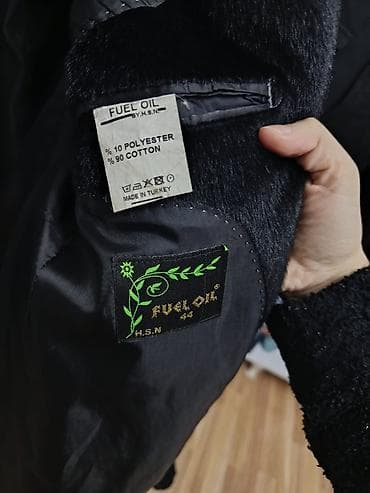 FUEL OIL
BY.H.S.N
% 10 POLYESTER
% 90 COTTON
MADE IN TURKEY
FUEL OIL ®
44
H.S.N